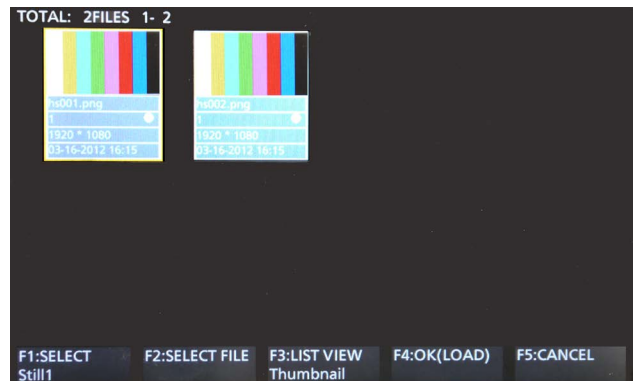 TOTAL: 2FILES 1- 2
hs001.png
1
1920 * 1080
03-16-2012 16:15
hs002.png
1
1920 * 1080
03-16-2012 16:15
F1:SELECT
Still1
F2:SELECT FILE
F3:LIST VIEW
Thumbnail
F4:OK(LOAD)
F5:CANCEL